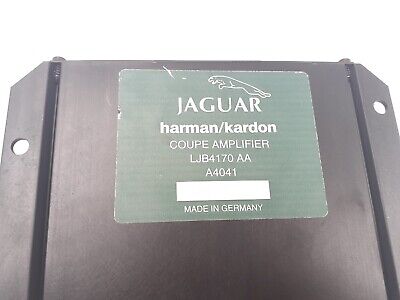 JAGUAR
harman/kardon
COUPE AMPLIFIER
LJB4170 AA
A4041
MADE IN GERMANY